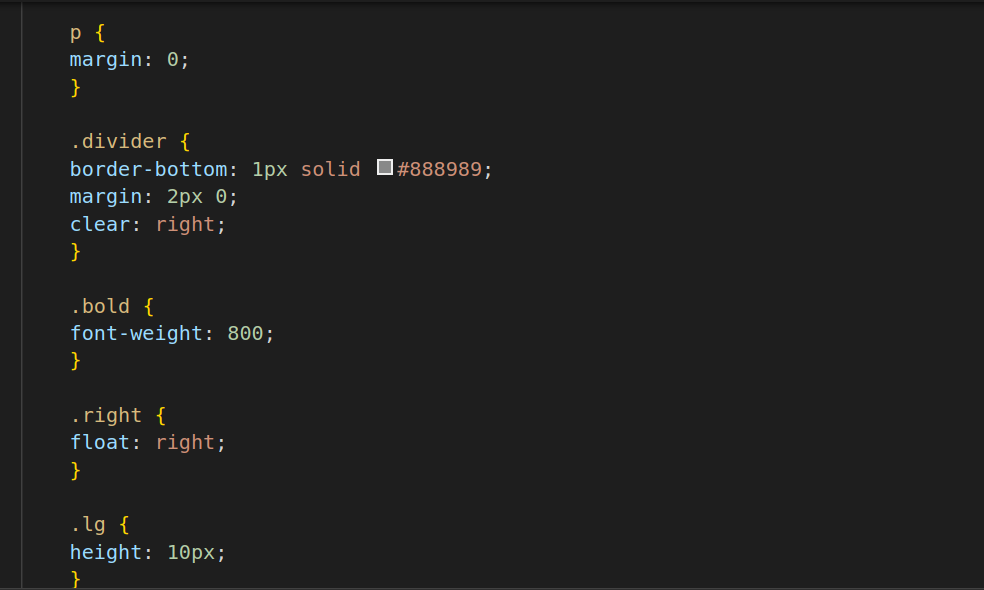 p {
margin: 0;
}
.divider {
border-bottom: 1px solid #888989;
margin: 2px 0;
clear: right;
}
.bold {
font-weight: 800;
}
.right {
float: right;
}
.lg {
height: 10px;
}